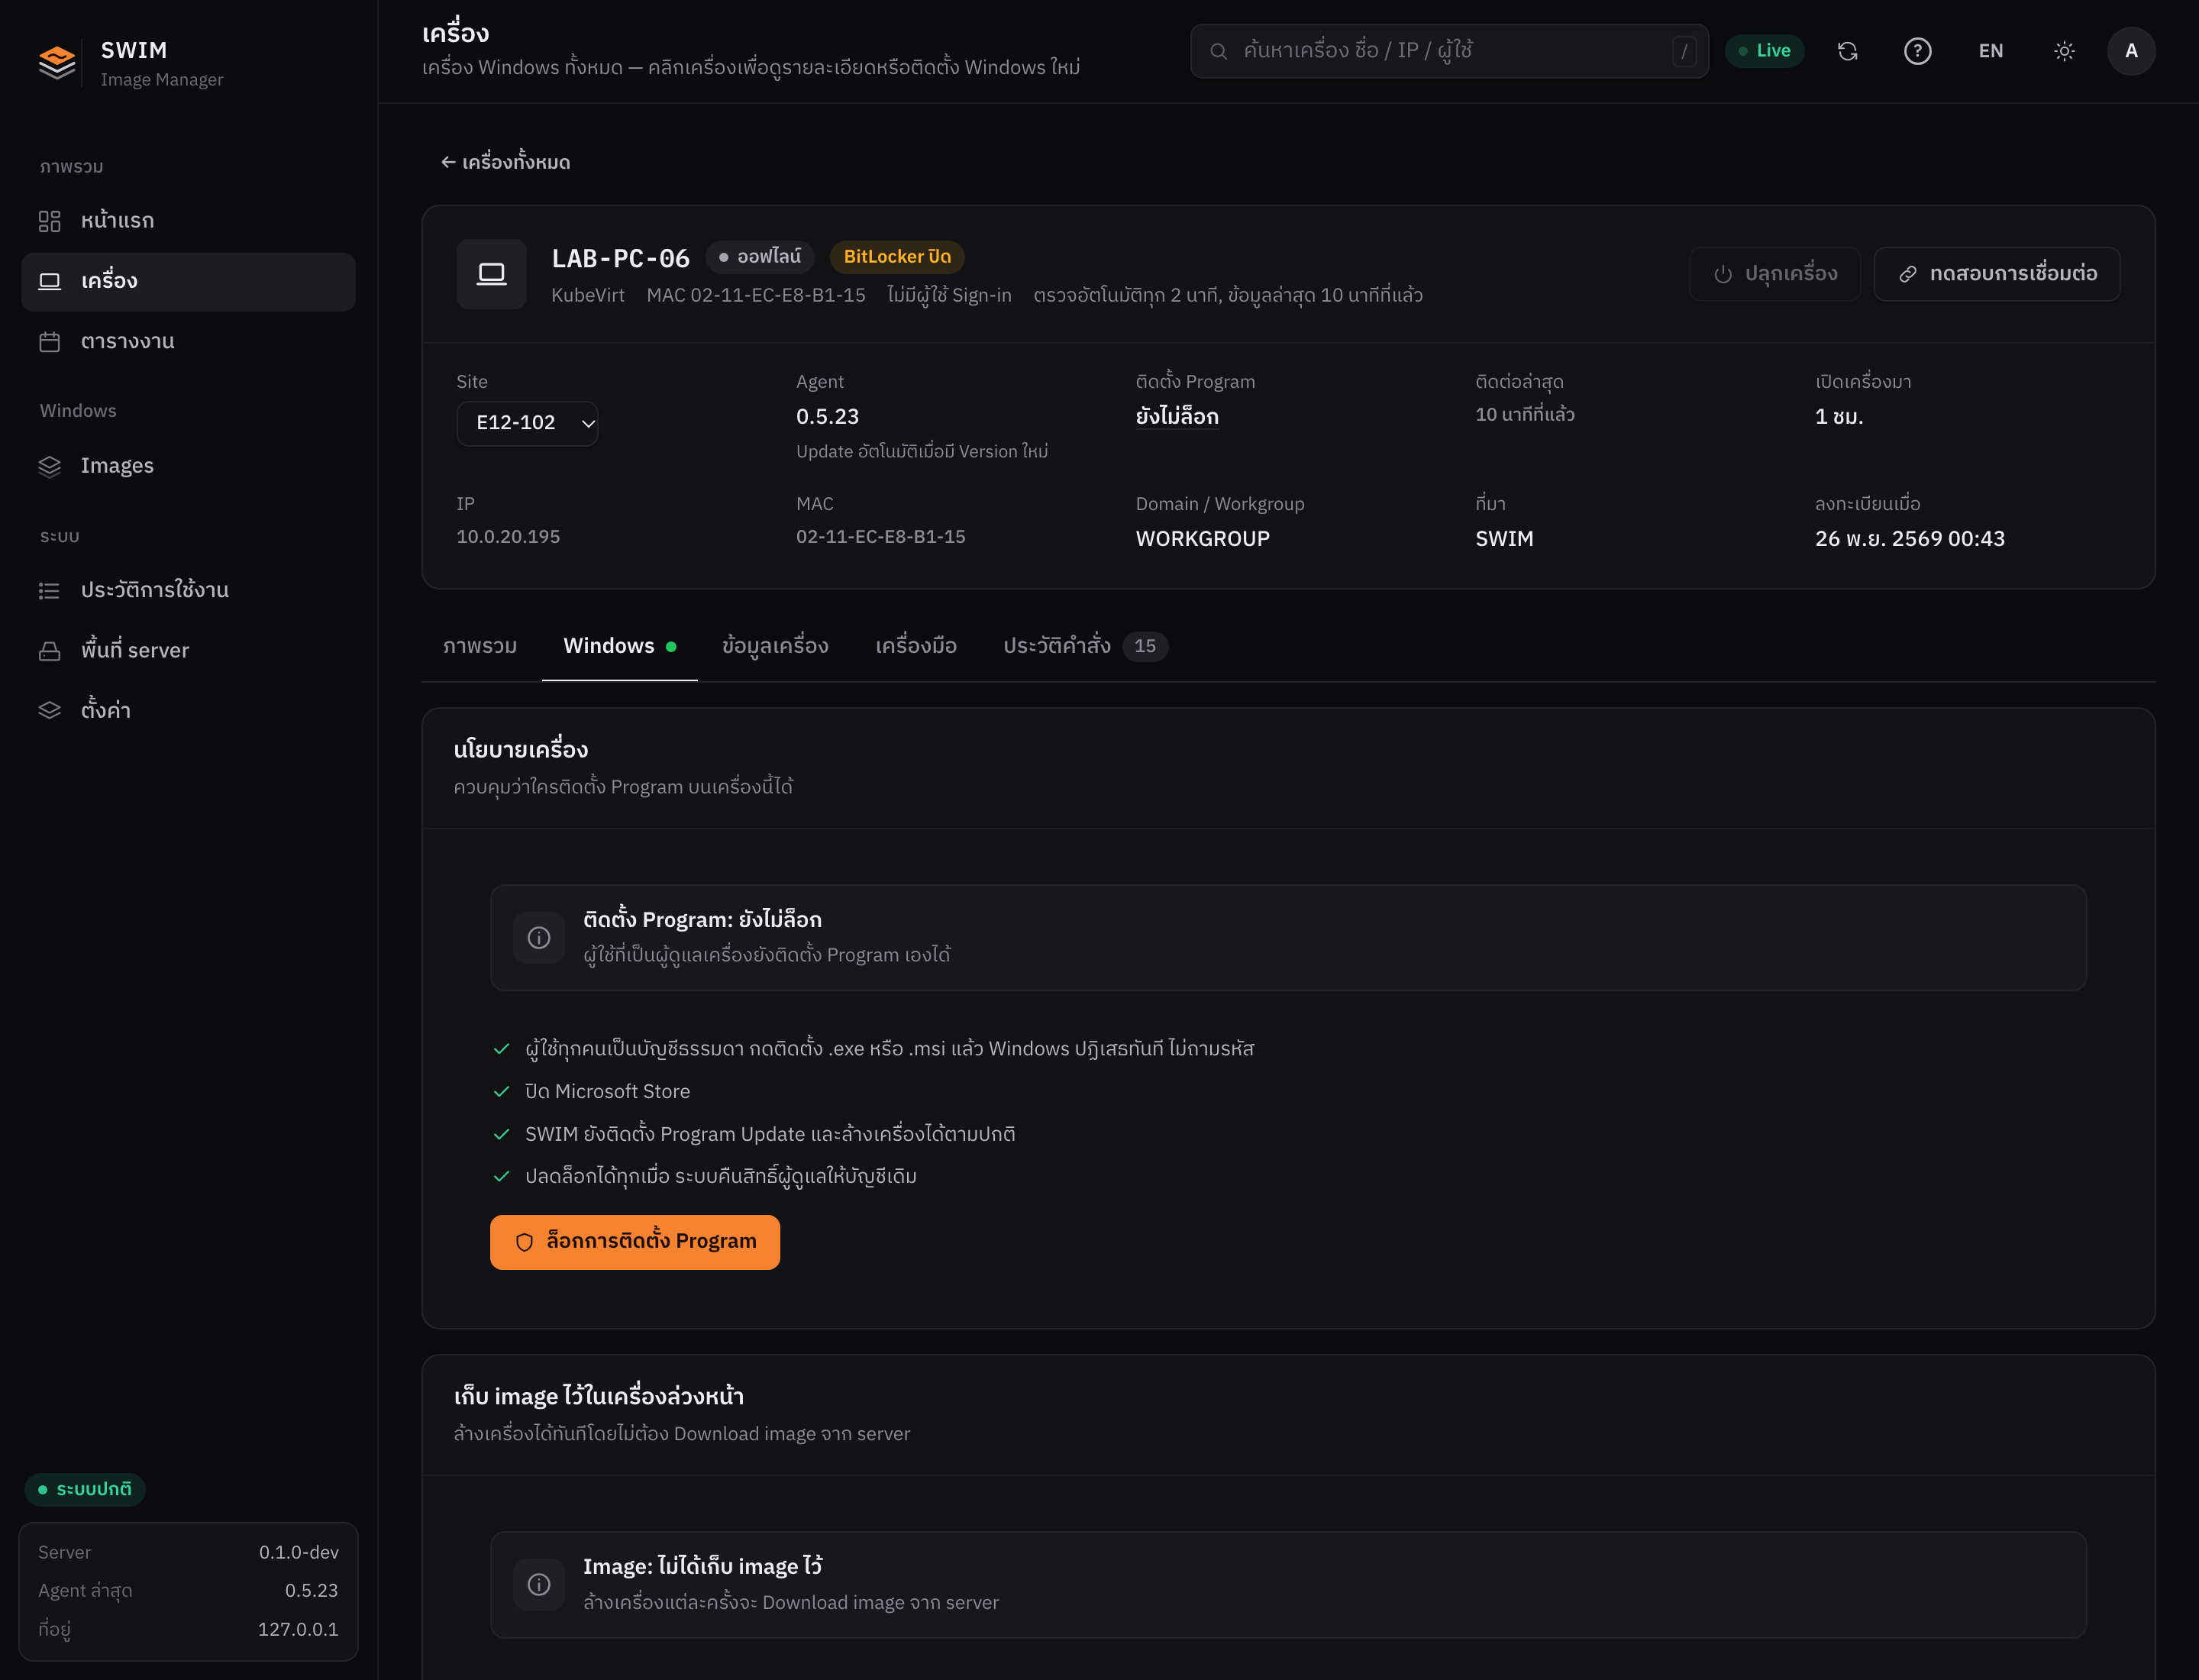 SWIM
Image Manager
ภาพรวม
หน้าแรก
เครื่อง
ตารางงาน
Windows
Images
ระบบ
ประวัติการใช้งาน
พื้นที่ server
ตั้งค่า
ระบบปกติ
Server 0.1.0-dev
Agent ล่าสุด 0.5.23
ที่อยู่ 127.0.0.1
เครื่อง
เครื่อง Windows ทั้งหมด — คลิกเครื่องเพื่อดูรายละเอียดหรือติดตั้ง Windows ใหม่
ค้นหาเครื่อง ชื่อ / IP / ผู้ใช้ /
Live
?
EN
A
← เครื่องทั้งหมด
LAB-PC-06 ออฟไลน์ BitLocker ปิด
KubeVirt MAC 02-11-EC-E8-B1-15 ไม่มีผู้ใช้ Sign-in ตรวจอัตโนมัติทุก 2 นาที, ข้อมูลล่าสุด 10 นาทีที่แล้ว
ปลุกเครื่อง
ทดสอบการเชื่อมต่อ
Site
E12-102
Agent
0.5.23
Update อัตโนมัติเมื่อมี Version ใหม่
ติดตั้ง Program
ยังไม่ล็อก
ติดต่อล่าสุด
10 นาทีที่แล้ว
เปิดเครื่องมา
1 ชม.
IP
10.0.20.195
MAC
02-11-EC-E8-B1-15
Domain / Workgroup
WORKGROUP
ที่มา
SWIM
ลงทะเบียนเมื่อ
26 พ.ย. 2569 00:43
ภาพรวม Windows ข้อมูลเครื่อง เครื่องมือ ประวัติคำสั่ง 15
นโยบายเครื่อง
ควบคุมว่าใครติดตั้ง Program บนเครื่องนี้ได้
ติดตั้ง Program: ยังไม่ล็อก
ผู้ใช้ที่เป็นผู้ดูแลเครื่องยังติดตั้ง Program เองได้
ผู้ใช้ทุกคนเป็นบัญชีธรรมดา กดติดตั้ง .exe หรือ .msi แล้ว Windows ปฏิเสธทันที ไม่ถามรหัส
ปิด Microsoft Store
SWIM ยังติดตั้ง Program Update และล้างเครื่องได้ตามปกติ
ปลดล็อกได้ทุกเมื่อ ระบบคืนสิทธิ์ผู้ดูแลให้บัญชีเดิม
ล็อกการติดตั้ง Program
เก็บ image ไว้ในเครื่องล่วงหน้า
ล้างเครื่องได้ทันทีโดยไม่ต้อง Download image จาก server
Image: ไม่ได้เก็บ image ไว้
ล้างเครื่องแต่ละครั้งจะ Download image จาก server